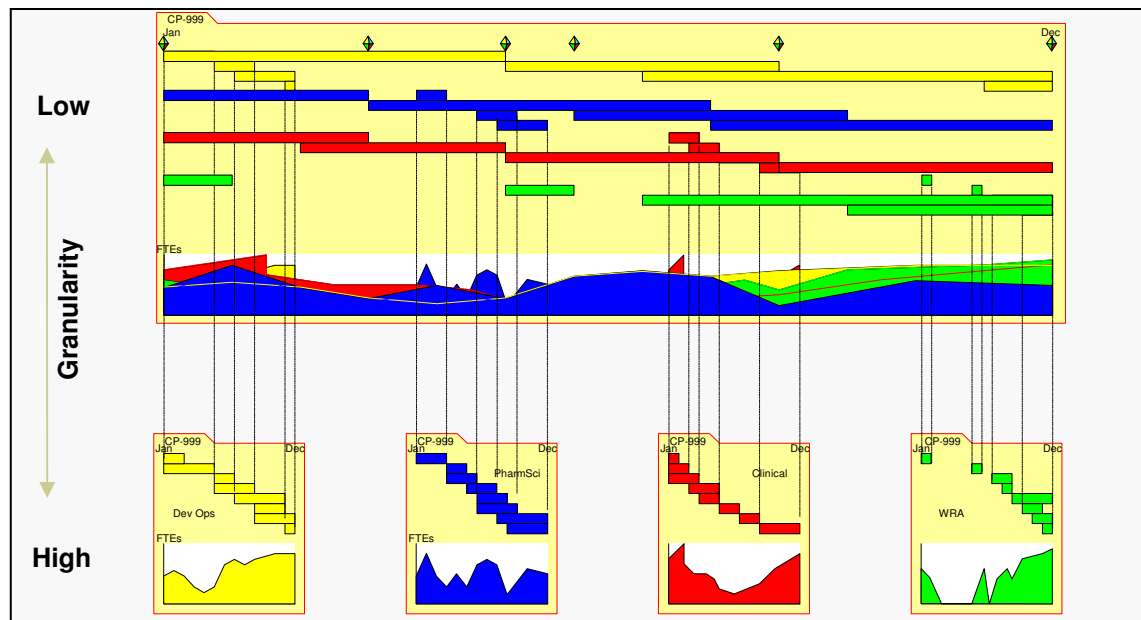 CP-999
Jan
Dec
Low
Granularity
High
FTEs
CP-999
Jan
Dec
Dev Ops
FTEs
CP-999
Jan
Dec
PharmSci
FTEs
CP-999
Jan
Dec
Clinical
CP-999
Jan
Dec
WRA